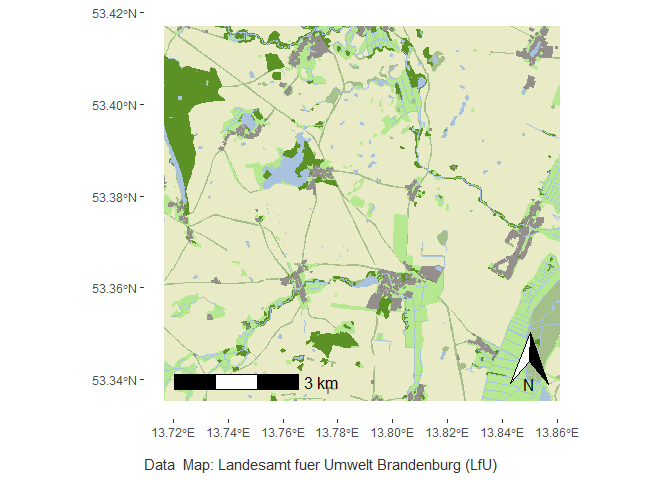 53.42°N
53.40°N
53.38°N
53.36°N
53.34°N
3 km
N
13.72°E 13.74°E 13.76°E 13.78°E 13.80°E 13.82°E 13.84°E 13.86°E
Data  Map: Landesamt fuer Umwelt Brandenburg (LfU)